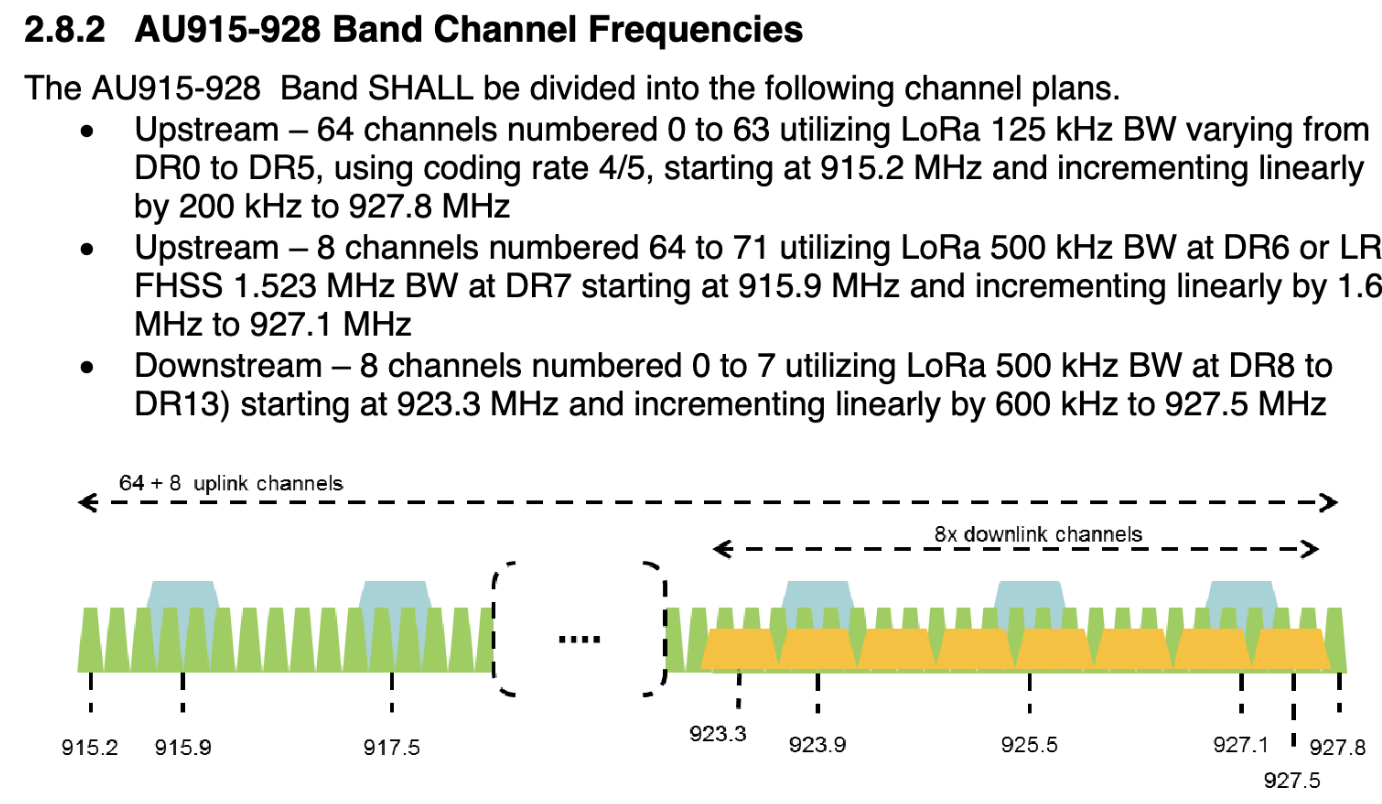 2.8.2 AU915-928 Band Channel Frequencies
The AU915-928 Band SHALL be divided into the following channel plans.
• Upstream – 64 channels numbered 0 to 63 utilizing LoRa 125 kHz BW varying from
DR0 to DR5, using coding rate 4/5, starting at 915.2 MHz and incrementing linearly
by 200 kHz to 927.8 MHz
• Upstream – 8 channels numbered 64 to 71 utilizing LoRa 500 kHz BW at DR6 or LR
FHSS 1.523 MHz BW at DR7 starting at 915.9 MHz and incrementing linearly by 1.6
MHz to 927.1 MHz
• Downstream – 8 channels numbered 0 to 7 utilizing LoRa 500 kHz BW at DR8 to
DR13) starting at 923.3 MHz and incrementing linearly by 600 kHz to 927.5 MHz
64 + 8 uplink channels
8x downlink channels
....
915.2 915.9 917.5 923.3 923.9 925.5 927.1 927.8
927.5